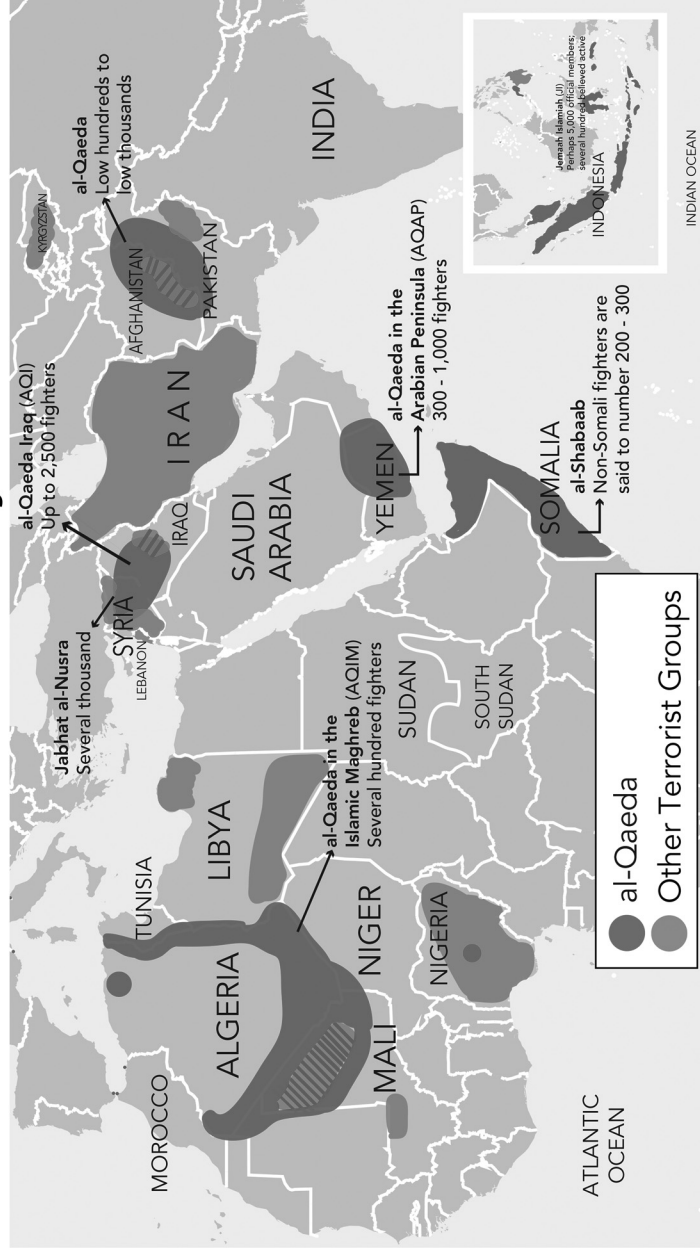 al-Qaeda Iraq (AQI)
Up to 2,500 fighters
KYRGYZSTAN
al-Qaeda
Low hundreds to
low thousands
Jabhat al-Nusra
Several thousand
SYRIA
LEBANON
IRAQ
IRAN
AFGHANISTAN
PAKISTAN
INDIA
TUNISIA
MOROCCO
ALGERIA
LIBYA
SAUDI
ARABIA
al-Qaeda in the
Islamic Maghreb (AQIM)
Several hundred fighters
YEMEN
al-Qaeda in the
Arabian Peninsula (AQAP)
300 - 1,000 fighters
MALI
NIGER
NIGERIA
SUDAN
SOUTH
SUDAN
SOMALIA
al-Shabaab
Non-Somali fighters are
said to number 200 - 300
Jemaah Islamiah (JI)
Perhaps 5,000 official members;
several hundred believed active
INDONESIA
ATLANTIC
OCEAN
al-Qaeda
Other Terrorist Groups
INDIAN OCEAN